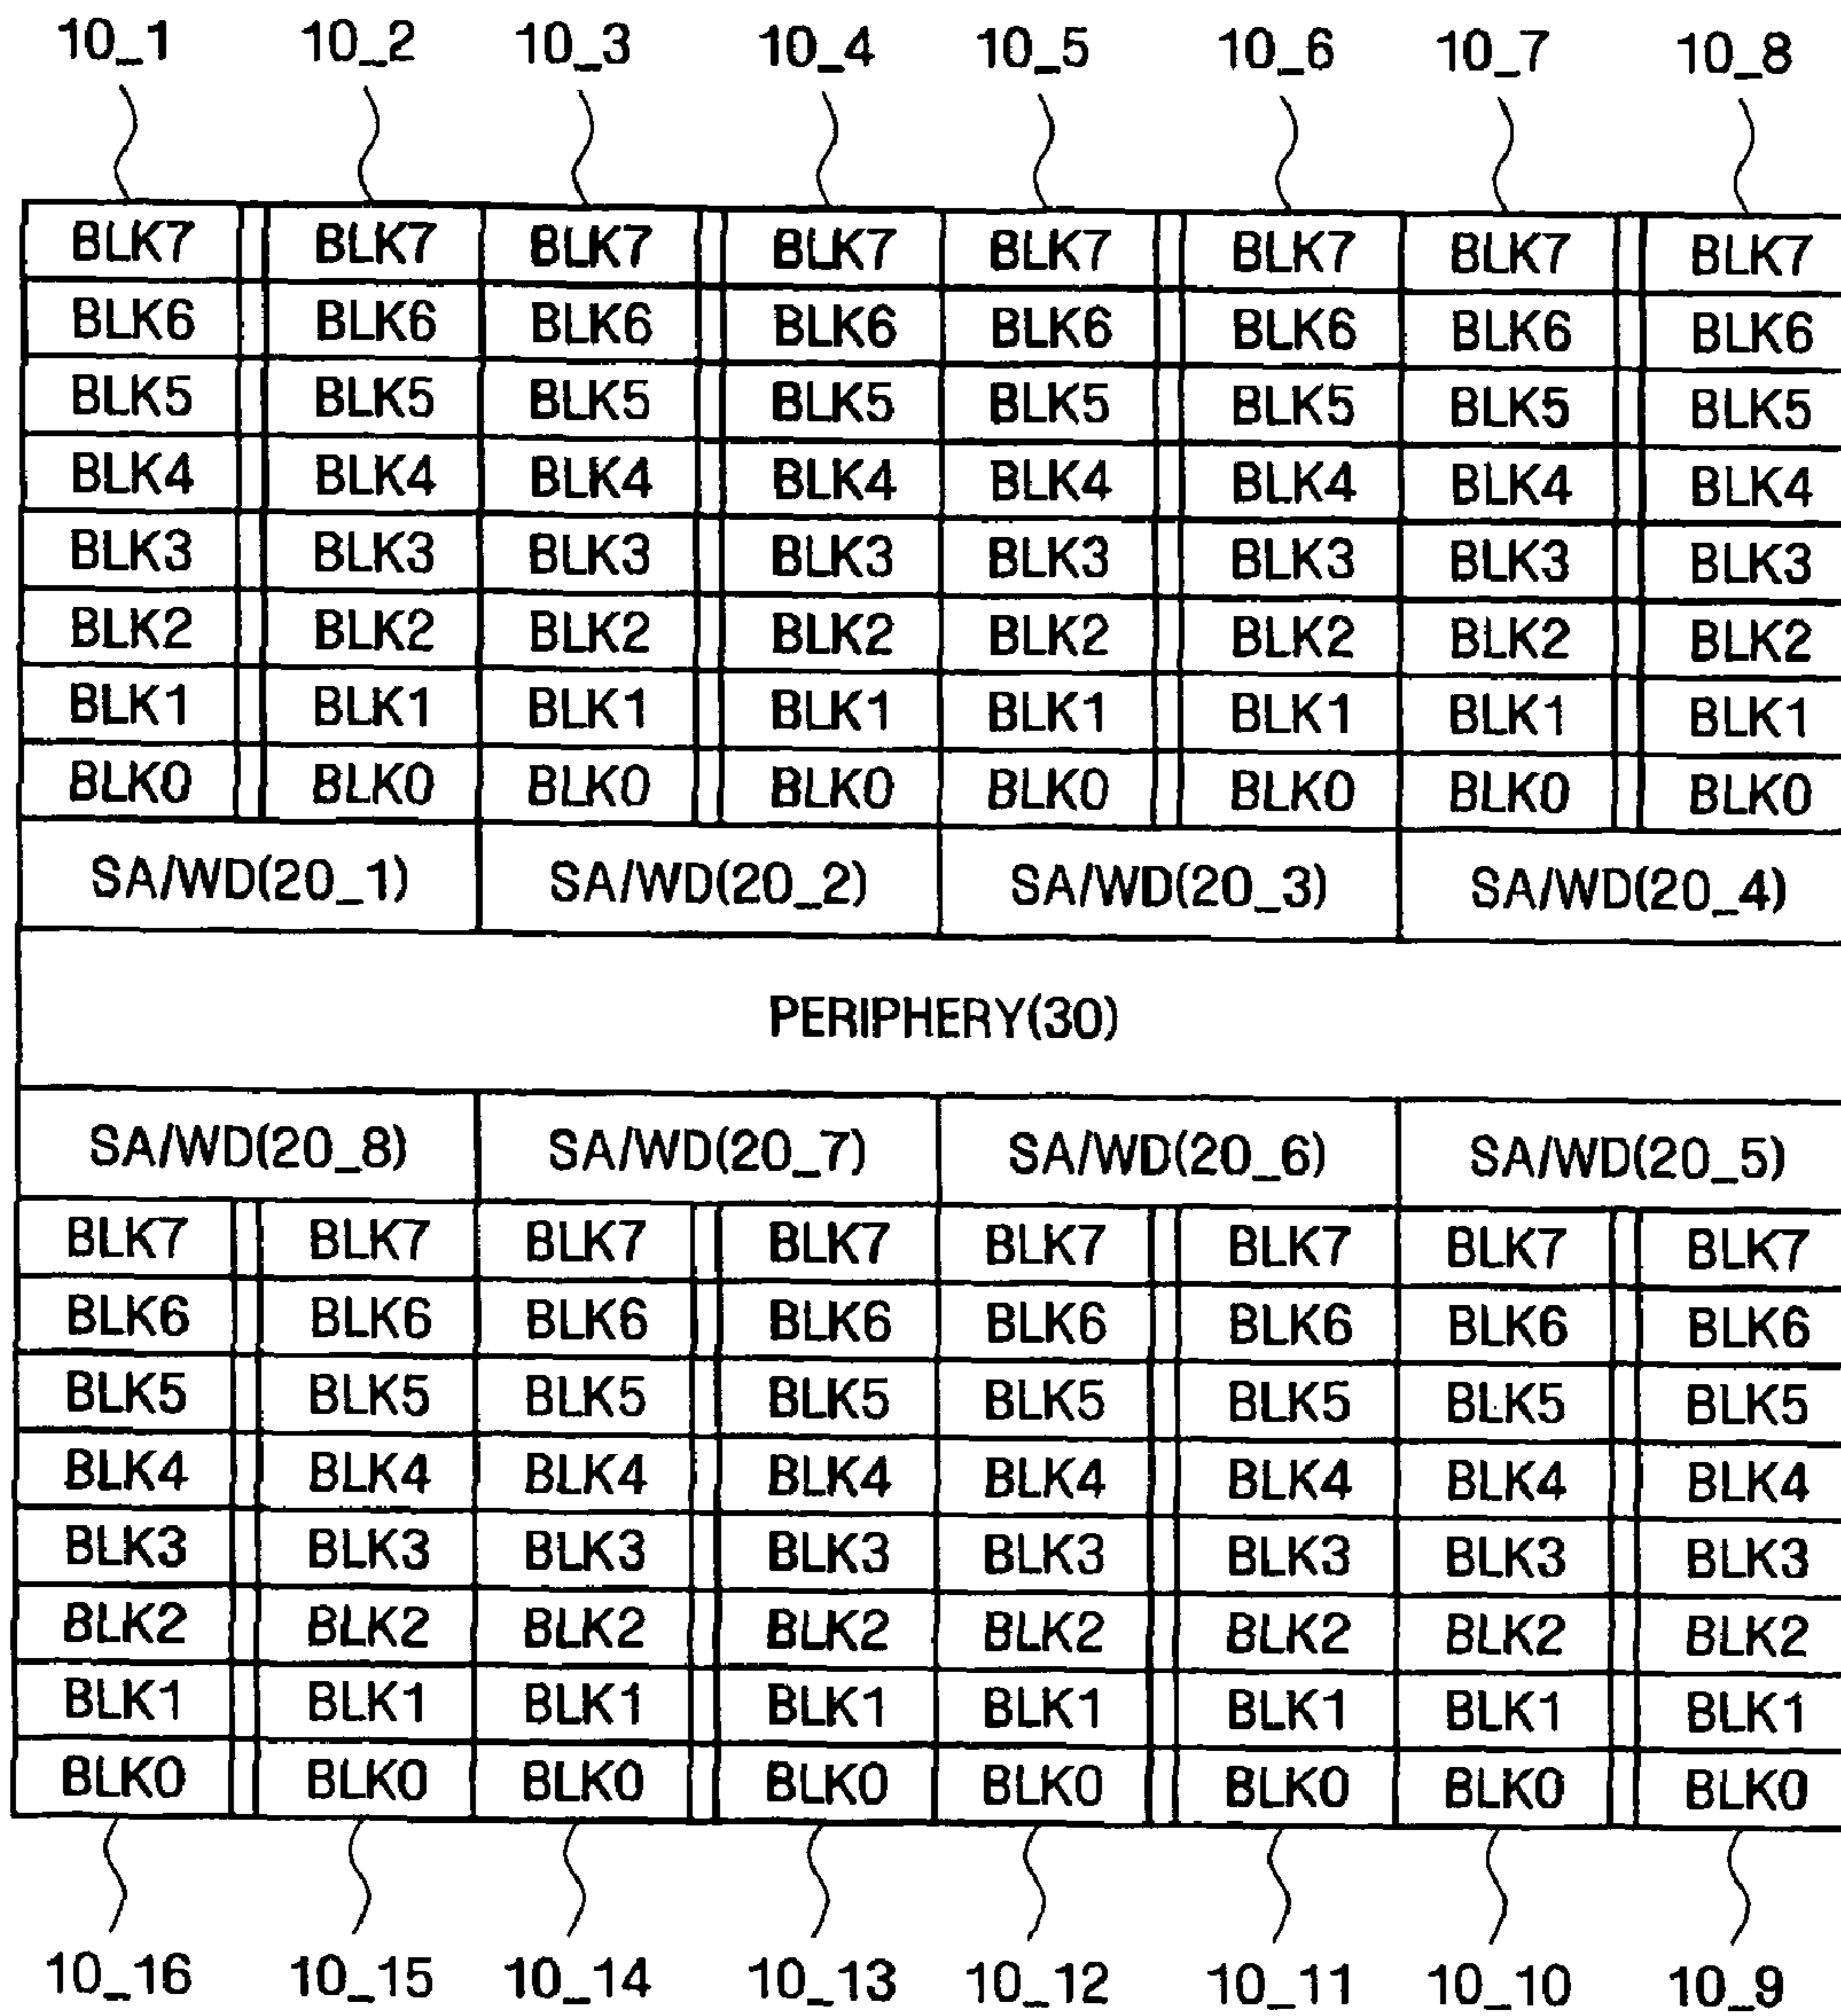 10_1 10_2 10_3 10_4 10_5 10_6 10_7 10_8
BLK7 BLK7 BLK7 BLK7 BLK7 BLK7 BLK7 BLK7
BLK6 BLK6 BLK6 BLK6 BLK6 BLK6 BLK6 BLK6
BLK5 BLK5 BLK5 BLK5 BLK5 BLK5 BLK5 BLK5
BLK4 BLK4 BLK4 BLK4 BLK4 BLK4 BLK4 BLK4
BLK3 BLK3 BLK3 BLK3 BLK3 BLK3 BLK3 BLK3
BLK2 BLK2 BLK2 BLK2 BLK2 BLK2 BLK2 BLK2
BLK1 BLK1 BLK1 BLK1 BLK1 BLK1 BLK1 BLK1
BLK0 BLK0 BLK0 BLK0 BLK0 BLK0 BLK0 BLK0
SA/WD(20_1) SA/WD(20_2) SA/WD(20_3) SA/WD(20_4)
PERIPHERY(30)
SA/WD(20_8) SA/WD(20_7) SA/WD(20_6) SA/WD(20_5)
BLK7 BLK7 BLK7 BLK7 BLK7 BLK7 BLK7 BLK7
BLK6 BLK6 BLK6 BLK6 BLK6 BLK6 BLK6 BLK6
BLK5 BLK5 BLK5 BLK5 BLK5 BLK5 BLK5 BLK5
BLK4 BLK4 BLK4 BLK4 BLK4 BLK4 BLK4 BLK4
BLK3 BLK3 BLK3 BLK3 BLK3 BLK3 BLK3 BLK3
BLK2 BLK2 BLK2 BLK2 BLK2 BLK2 BLK2 BLK2
BLK1 BLK1 BLK1 BLK1 BLK1 BLK1 BLK1 BLK1
BLK0 BLK0 BLK0 BLK0 BLK0 BLK0 BLK0 BLK0
10_16 10_15 10_14 10_13 10_12 10_11 10_10 10_9